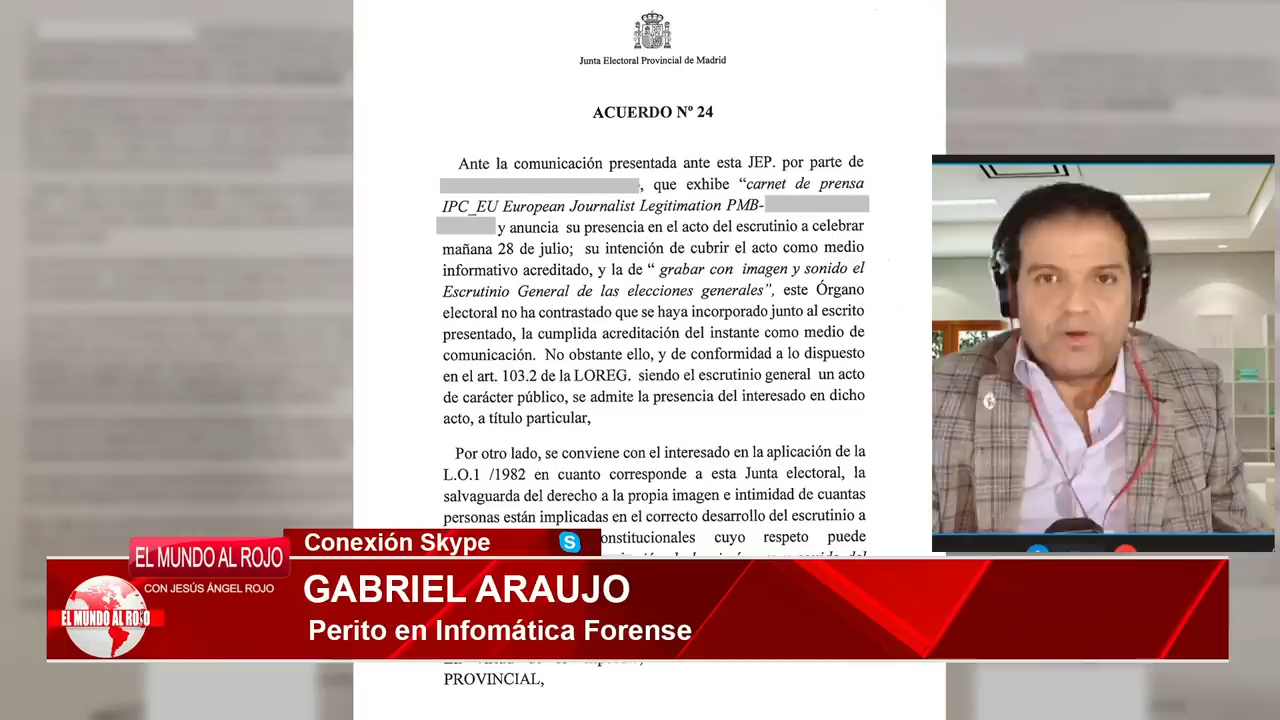 Junta Electoral Provincial de Madrid
ACUERDO Nº 24
Ante la comunicación presentada ante esta JEP. por parte de
, que exhibe “carnet de prensa
IPC_EU European Journalist Legitimation PMB-
y anuncia su presencia en el acto del escrutinio a celebrar
mañana 28 de julio; su intención de cubrir el acto como medio
informativo acreditado, y la de “ grabar con imagen y sonido el
Escrutinio General de las elecciones generales”, este Órgano
electoral no ha contrastado que se haya incorporado junto al escrito
presentado, la cumplida acreditación del instante como medio de
comunicación. No obstante ello, y de conformidad a lo dispuesto
en el art. 103.2 de la LOREG. siendo el escrutinio general un acto
de carácter público, se admite la presencia del interesado en dicho
acto, a título particular,
Por otro lado, se conviene con el interesado en la aplicación de la
L.O.1 /1982 en cuanto corresponde a esta Junta electoral, la
salvaguarda del derecho a la propia imagen e intimidad de cuantas
personas están implicadas en el correcto desarrollo del escrutinio a
onstitucionales cuyo respeto puede
Conexión Skype
EL MUNDO AL ROJO
CON JESÚS ÁNGEL ROJO
EL MUNDO AL ROJO
GABRIEL ARAUJO
Perito en Infomática Forense
PROVINCIAL,